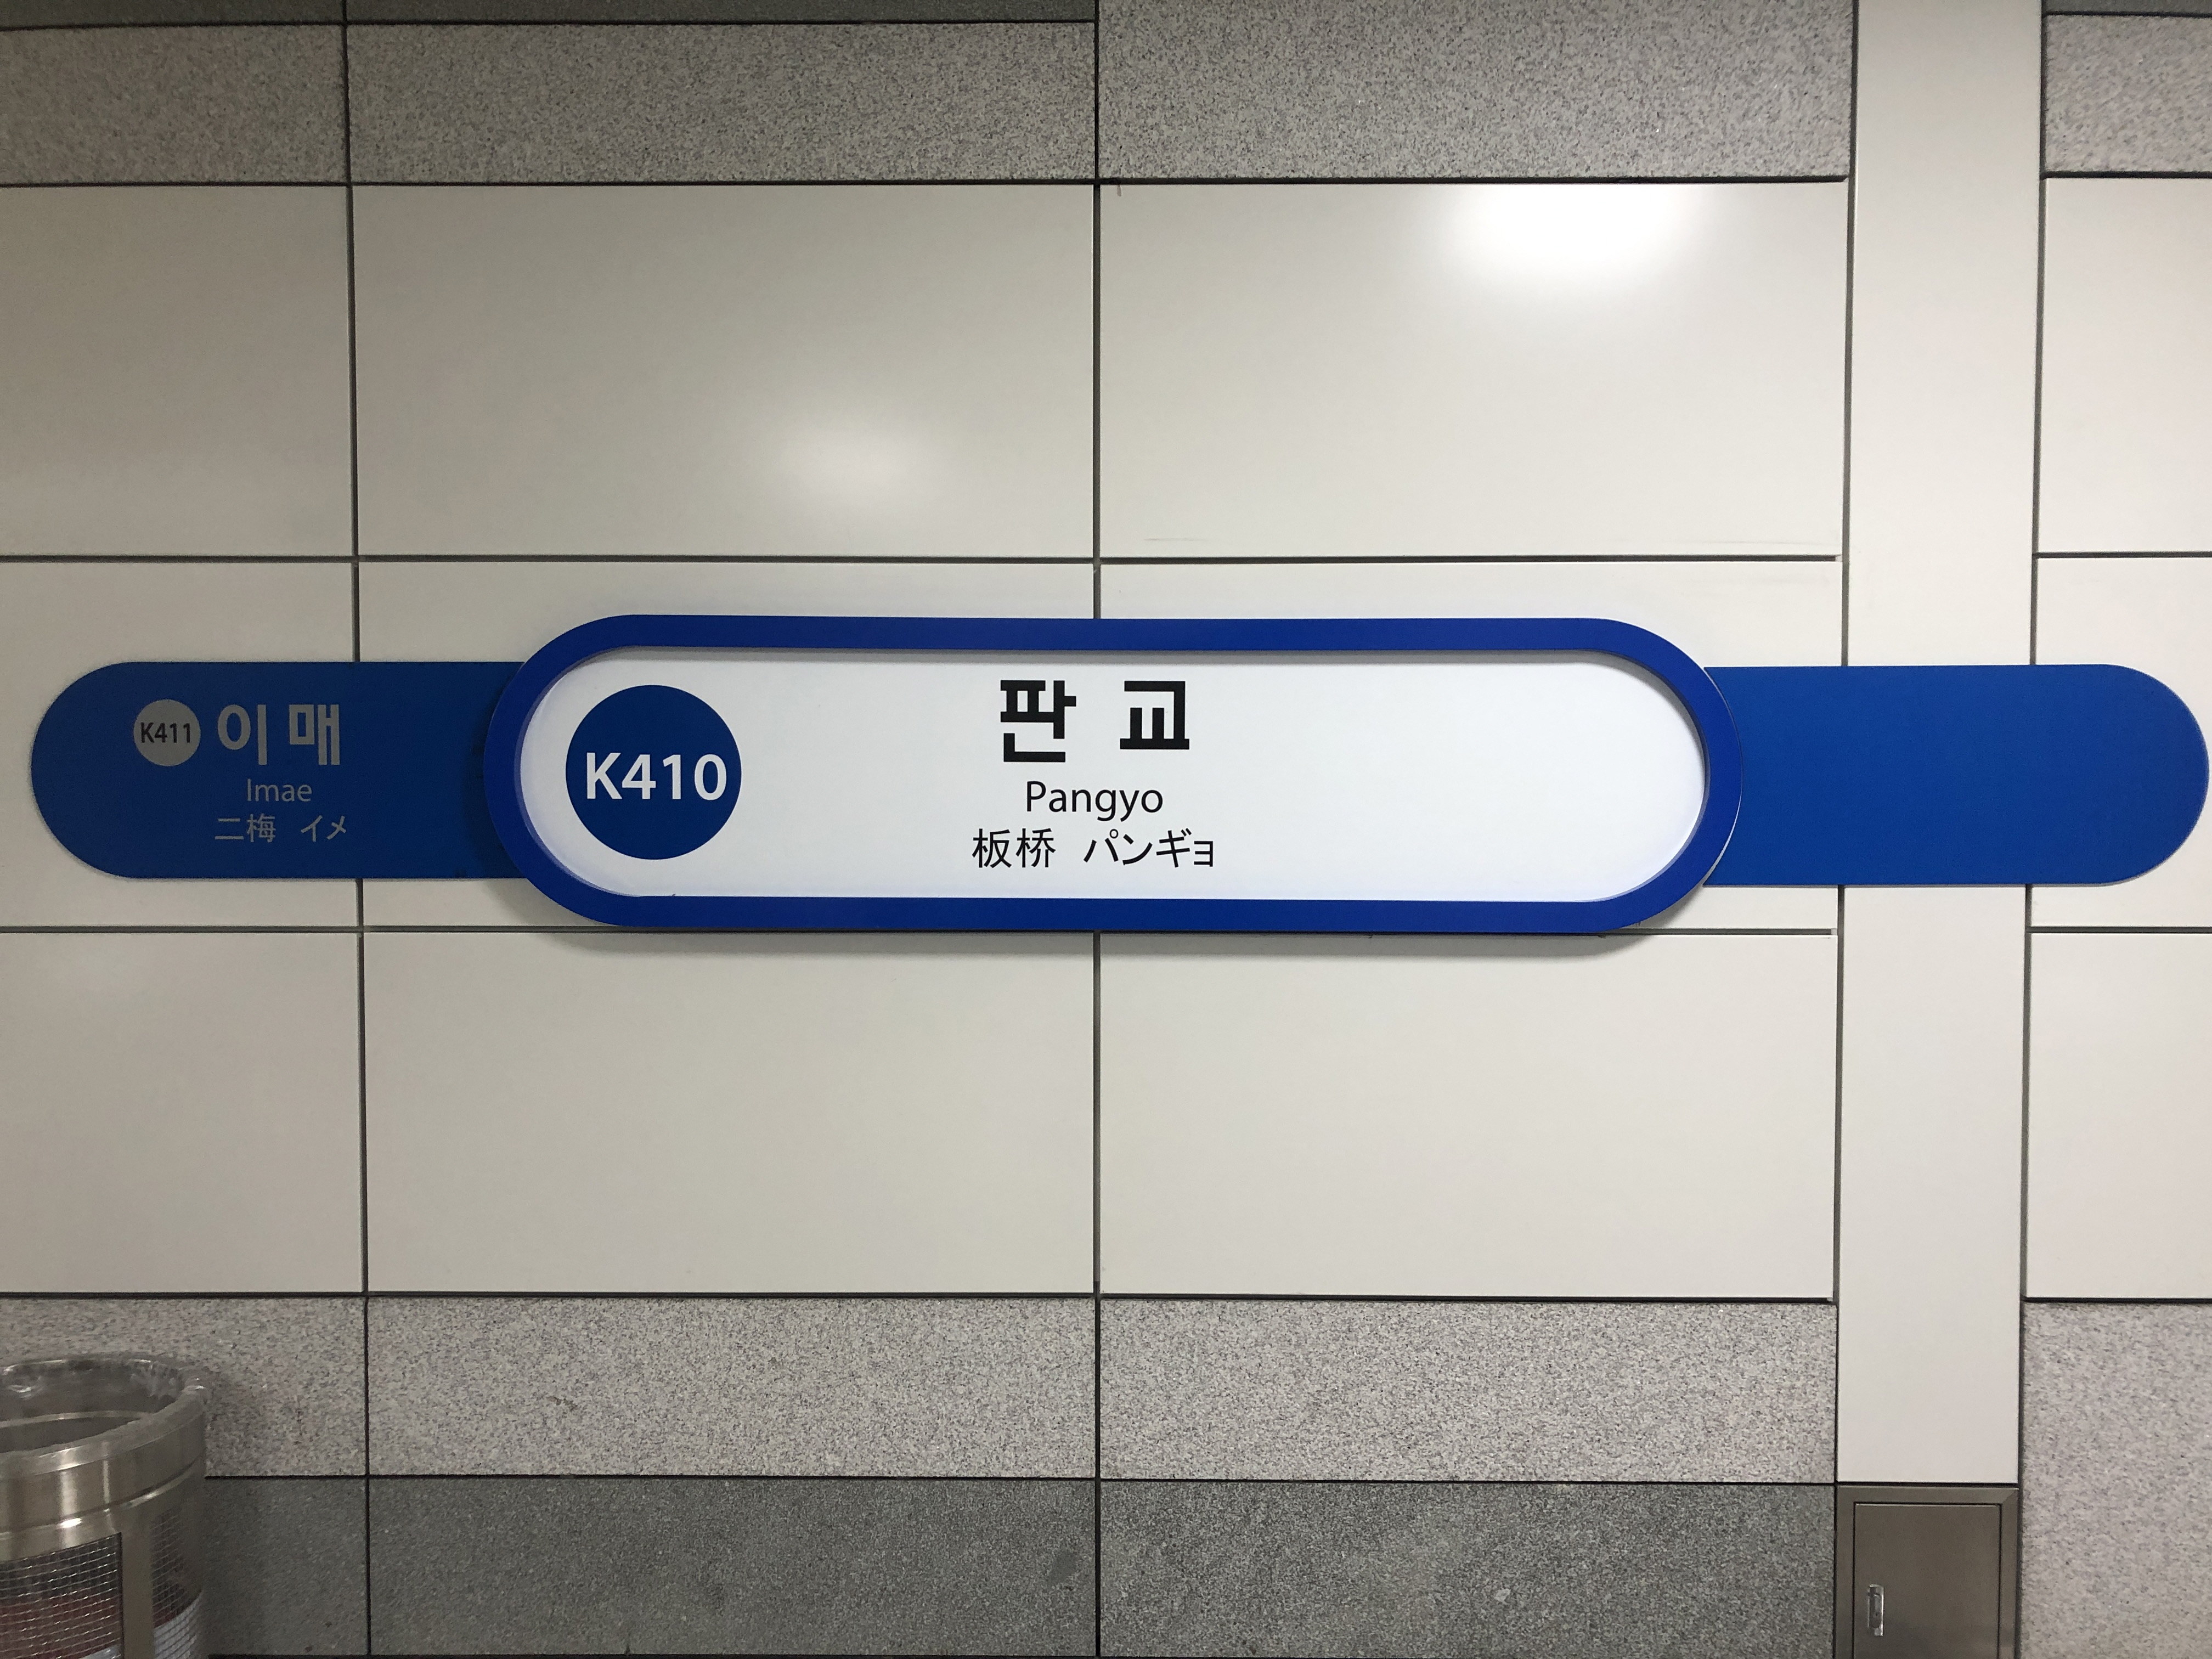 K411 이매
Imae
二梅 イメ
K410
판교
Pangyo
板桥 パンギョ